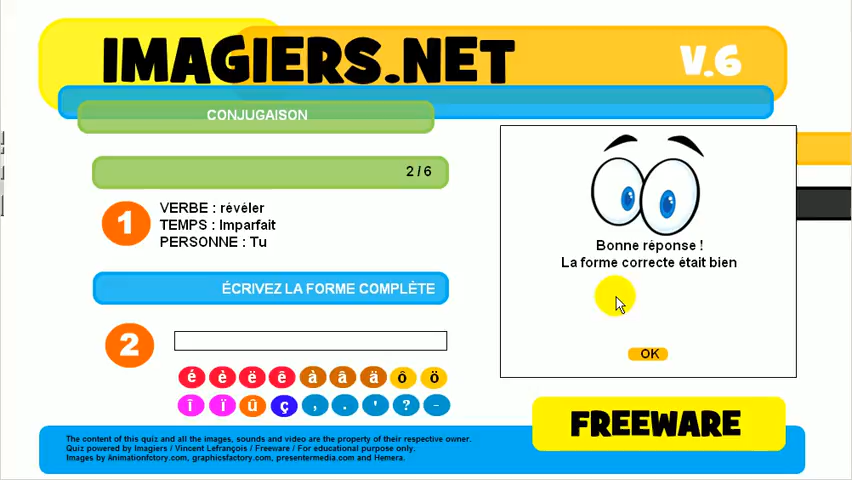 IMAGIERS.NET
V.6
CONJUGAISON
2 / 6
1
VERBE : révéler
TEMPS : Imparfait
PERSONNE : Tu
ÉCRIVEZ LA FORME COMPLÈTE
2
é è ë ê à â ä ô ö
î ï û ç , . ' ? -
Bonne réponse !
La forme correcte était bien
OK
FREEWARE
The content of this quiz and all the images, sounds and video are the property of their respective owner.
Quiz powered by Imagiers / Vincent Lefrançois / Freeware / For educational purpose only.
Images by Animationfctory.com, graphicsfactory.com, presentermedia.com and Hemera.